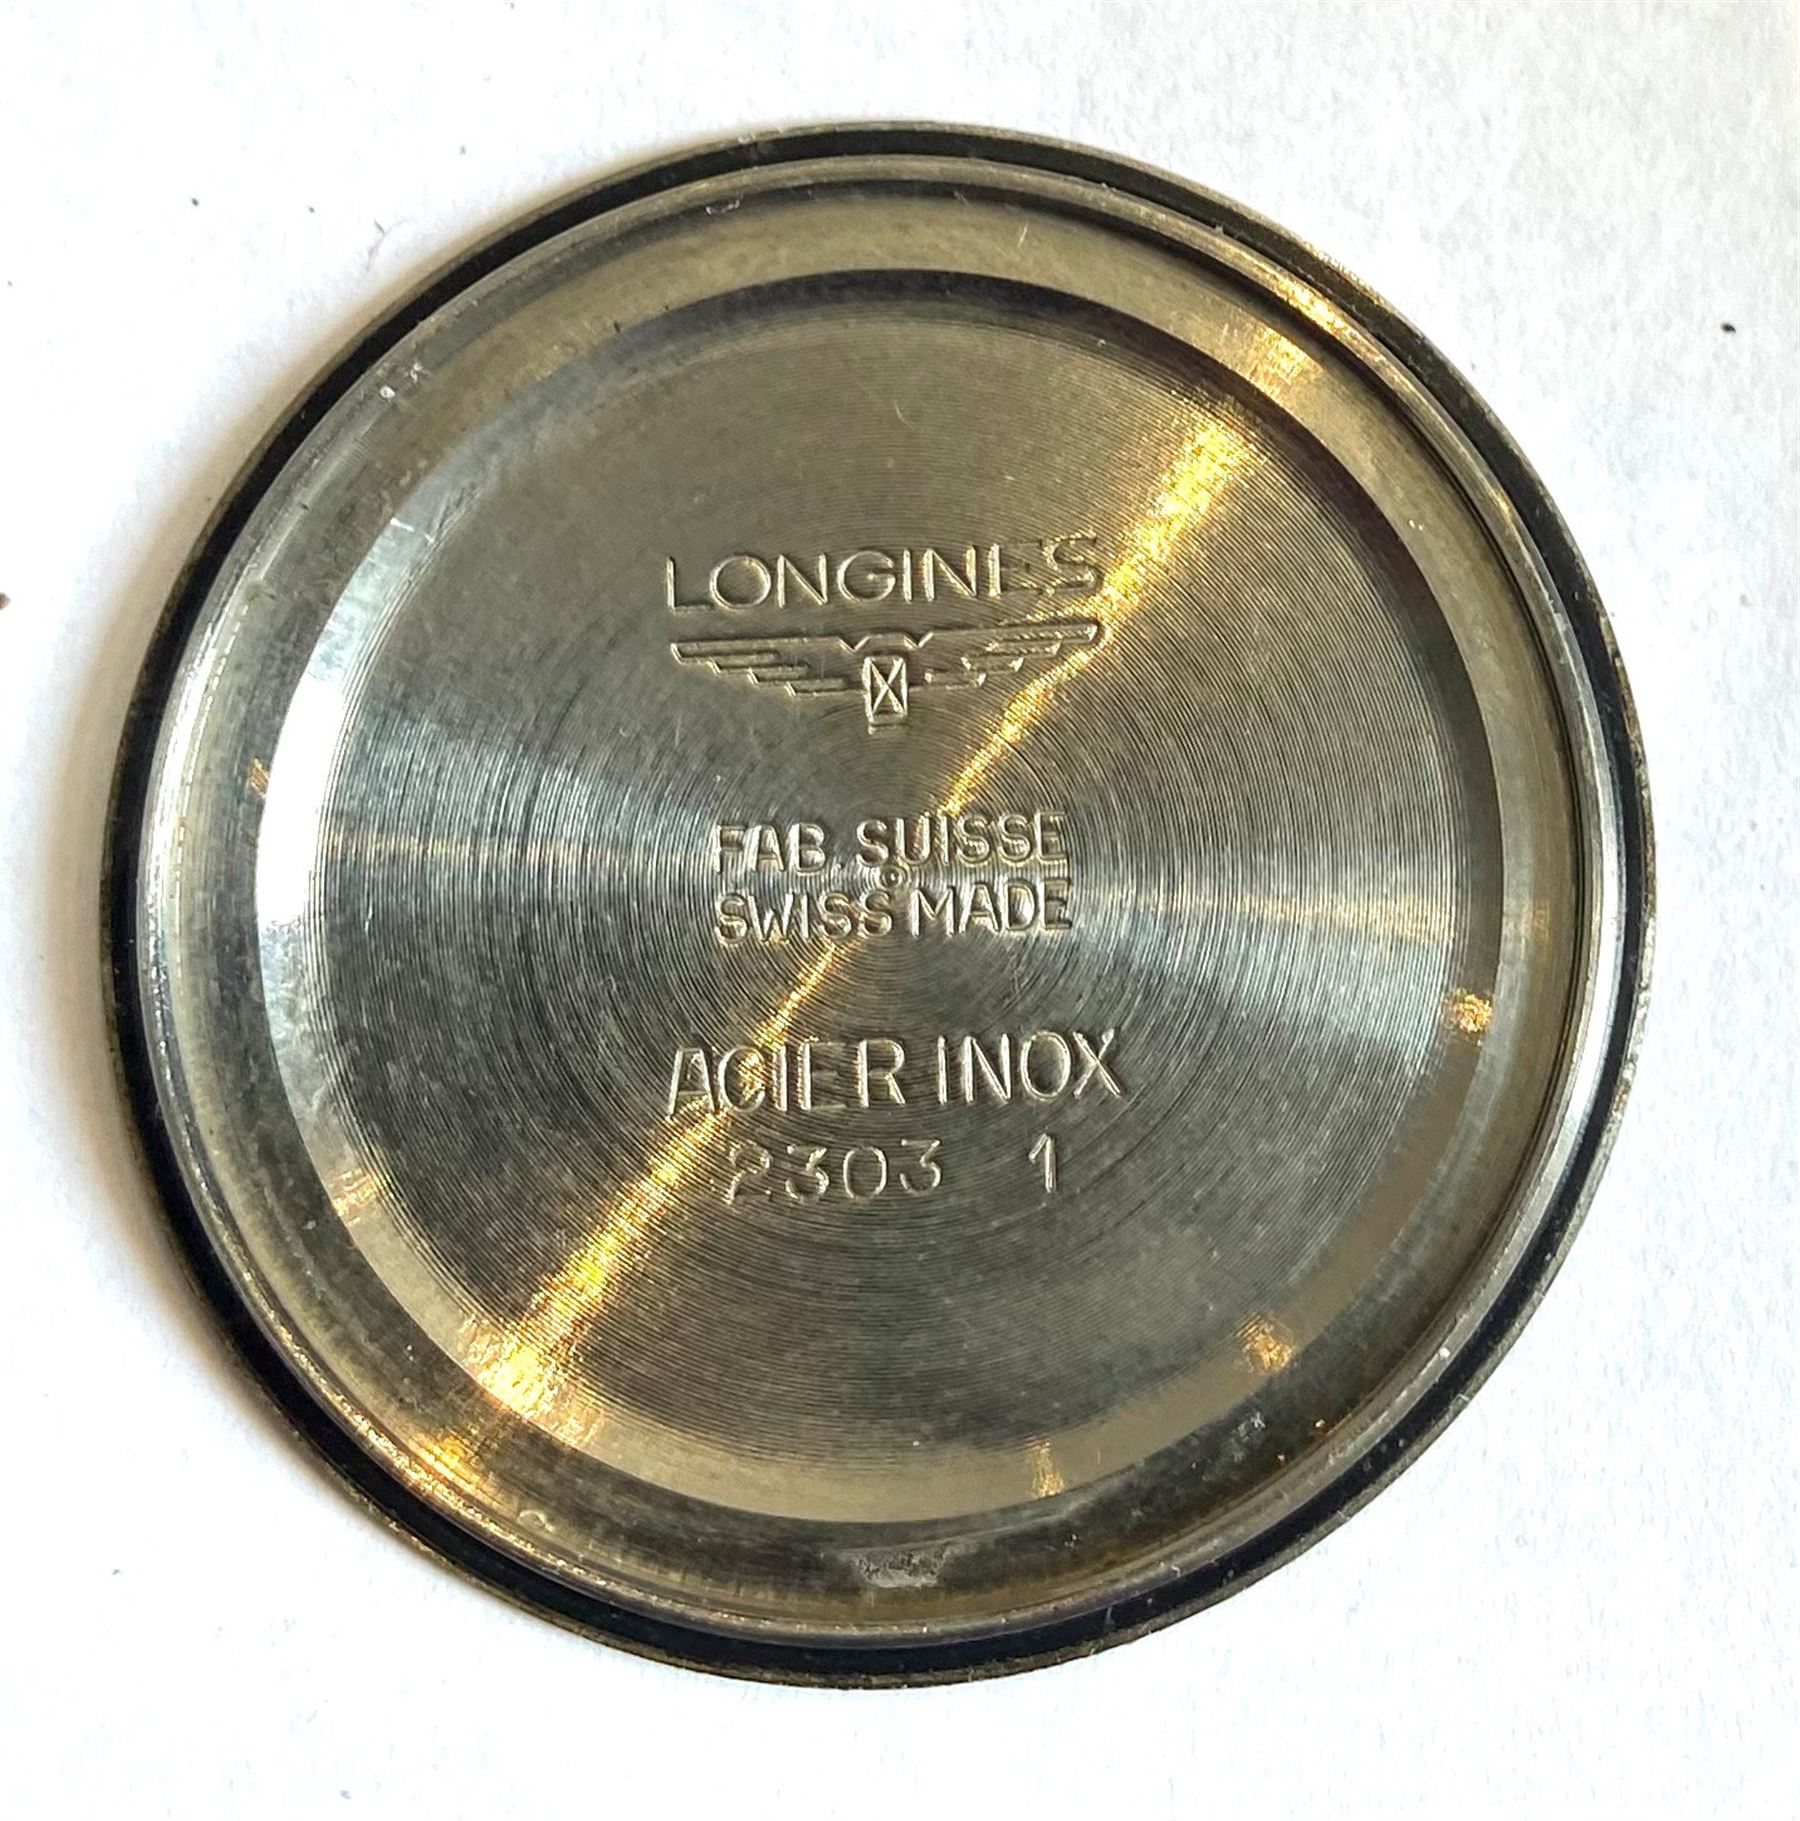 LONGINES
FAB. SUISSE
SWISS MADE
ACIER INOX
2303 1